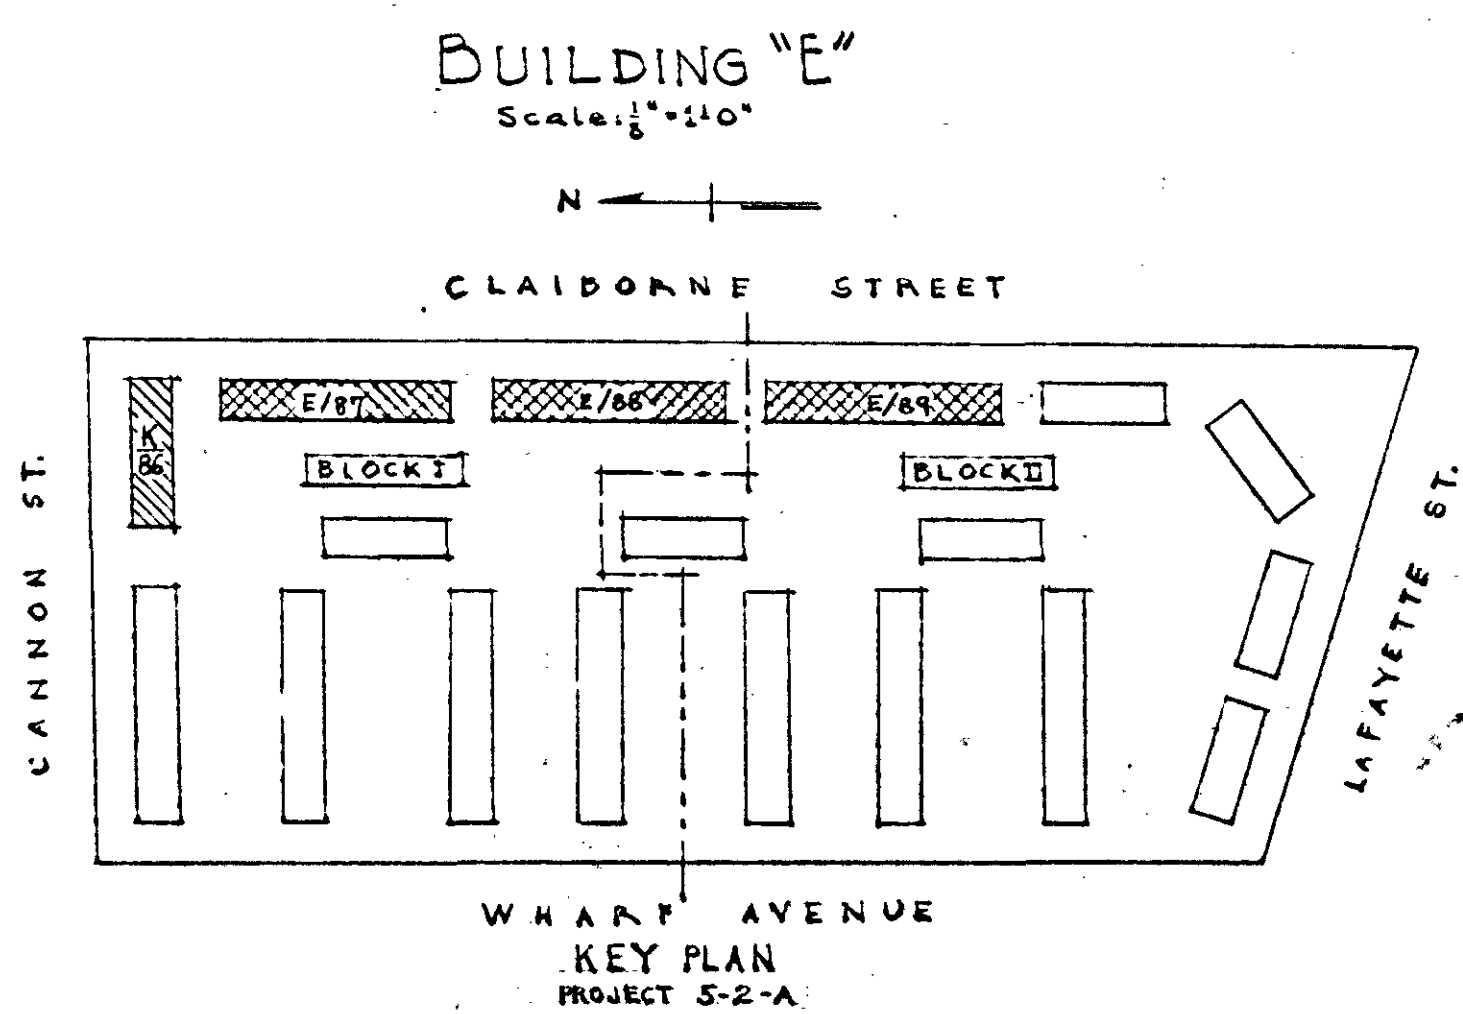 BUILDING "E"
Scale: 1/8" = 1'-0"
N
CLAIBORNE STREET
E/87
E/88
E/89
K
86
BLOCK I
BLOCK II
CANNON ST.
LAFAYETTE ST.
WHARF AVENUE
KEY PLAN
PROJECT 5-2-A